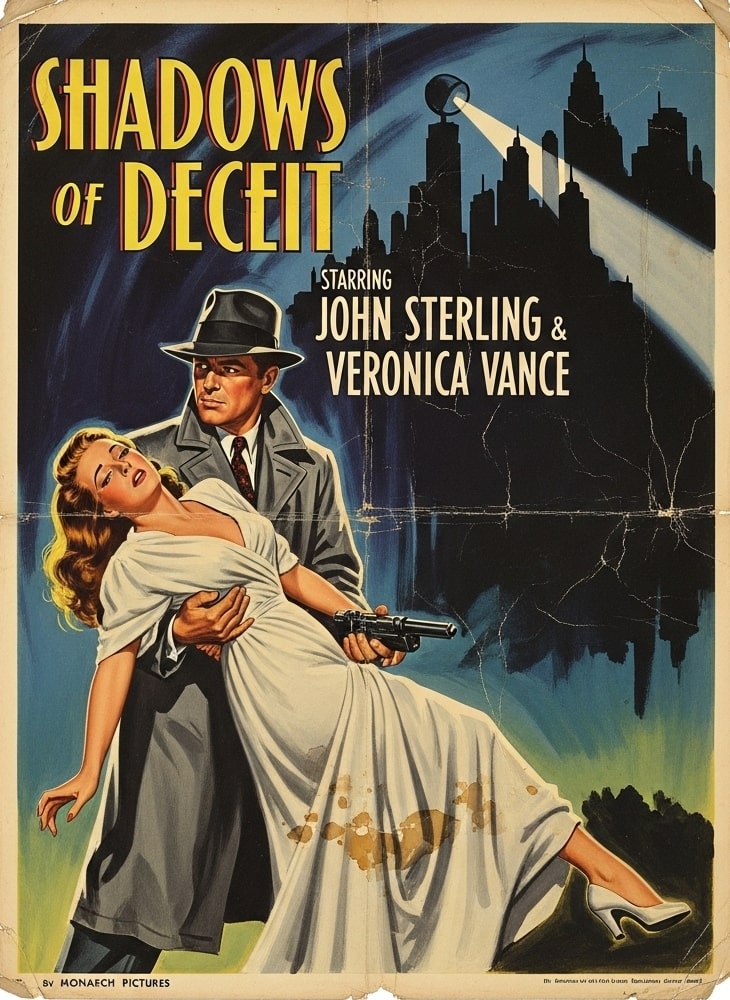 SHADOWS
OF DECEIT
STARRING
JOHN STERLING &
VERONICA VANCE
BY MONAECH PICTURES